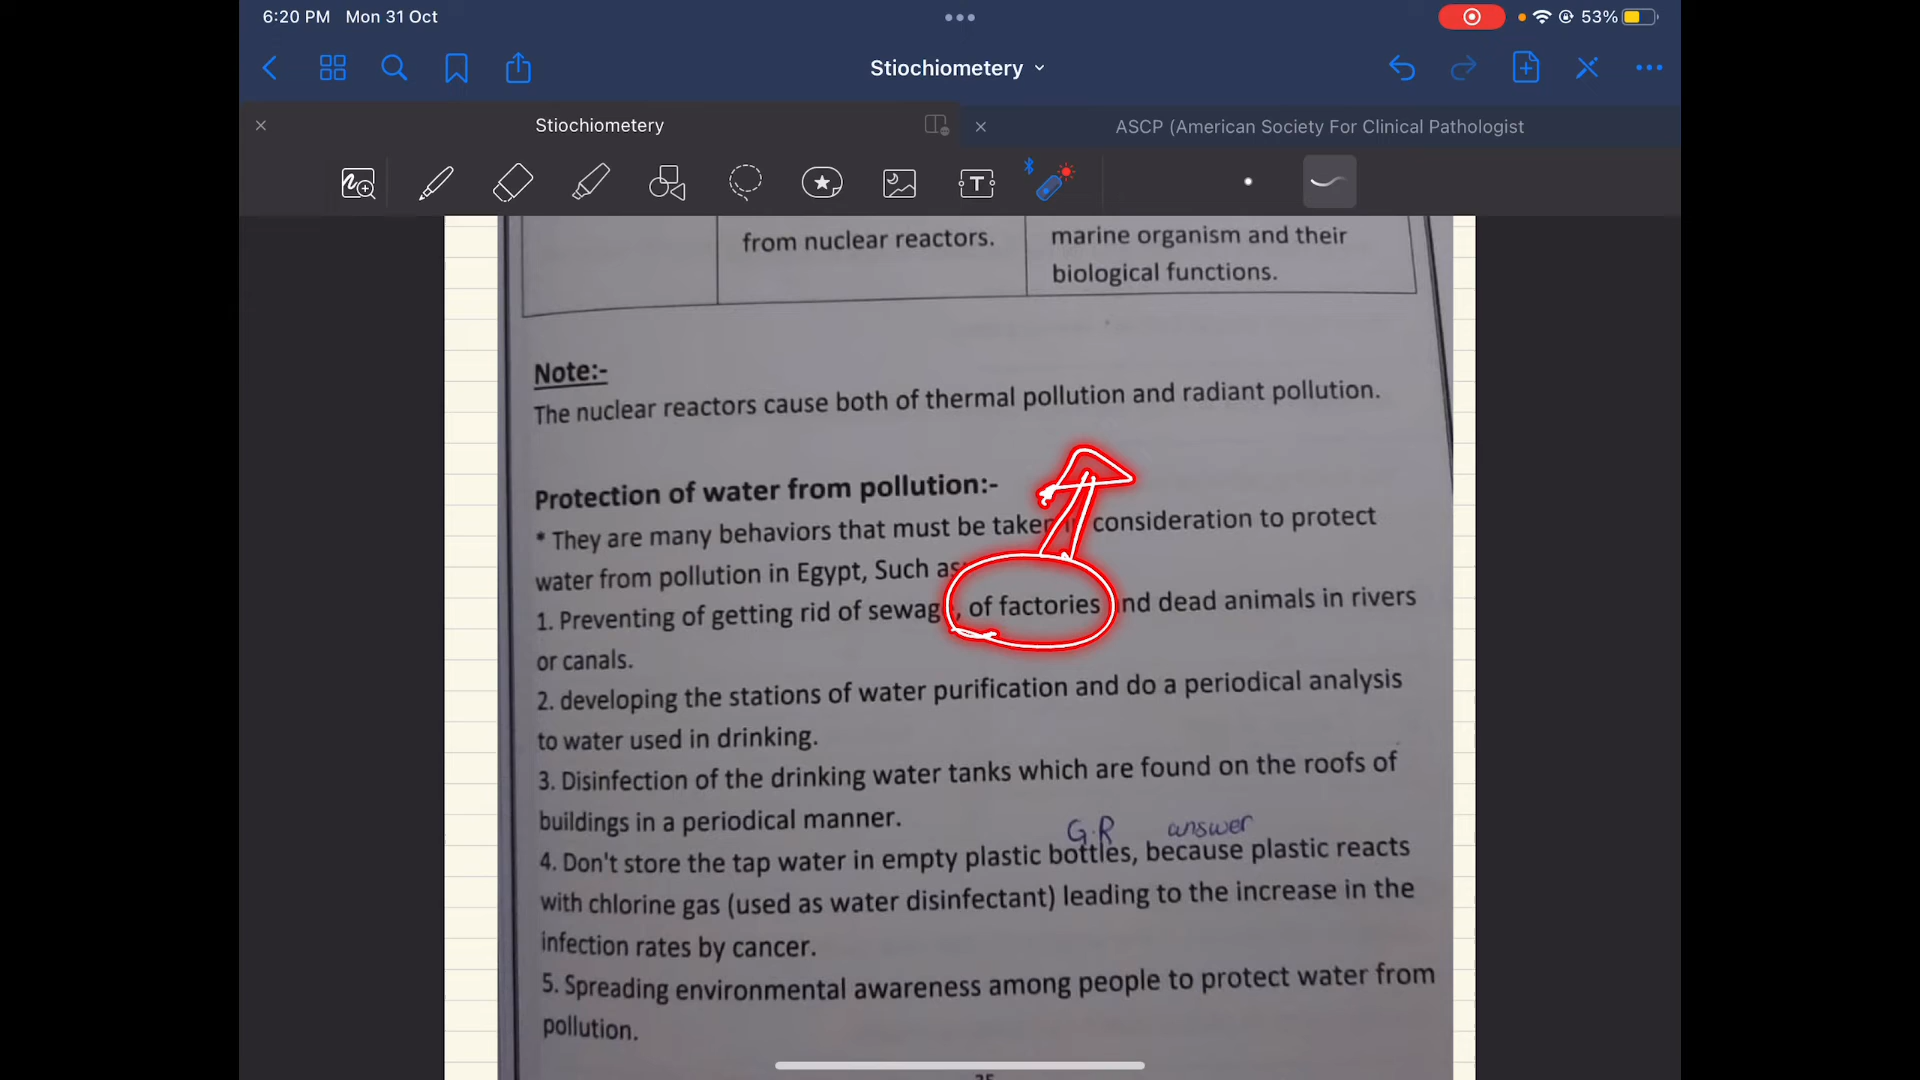 6:20 PM Mon 31 Oct
53%
Stiochiometery
Stiochiometery
ASCP (American Society For Clinical Pathologist
from nuclear reactors.
marine organism and their
biological functions.
Note:-
The nuclear reactors cause both of thermal pollution and radiant pollution.
Protection of water from pollution:-
* They are many behaviors that must be taken in consideration to protect
water from pollution in Egypt, Such as
1. Preventing of getting rid of sewage, of factories and dead animals in rivers
or canals.
2. developing the stations of water purification and do a periodical analysis
to water used in drinking.
3. Disinfection of the drinking water tanks which are found on the roofs of
buildings in a periodical manner.
G.R answer
4. Don't store the tap water in empty plastic bottles, because plastic reacts
with chlorine gas (used as water disinfectant) leading to the increase in the
infection rates by cancer.
5. Spreading environmental awareness among people to protect water from
pollution.